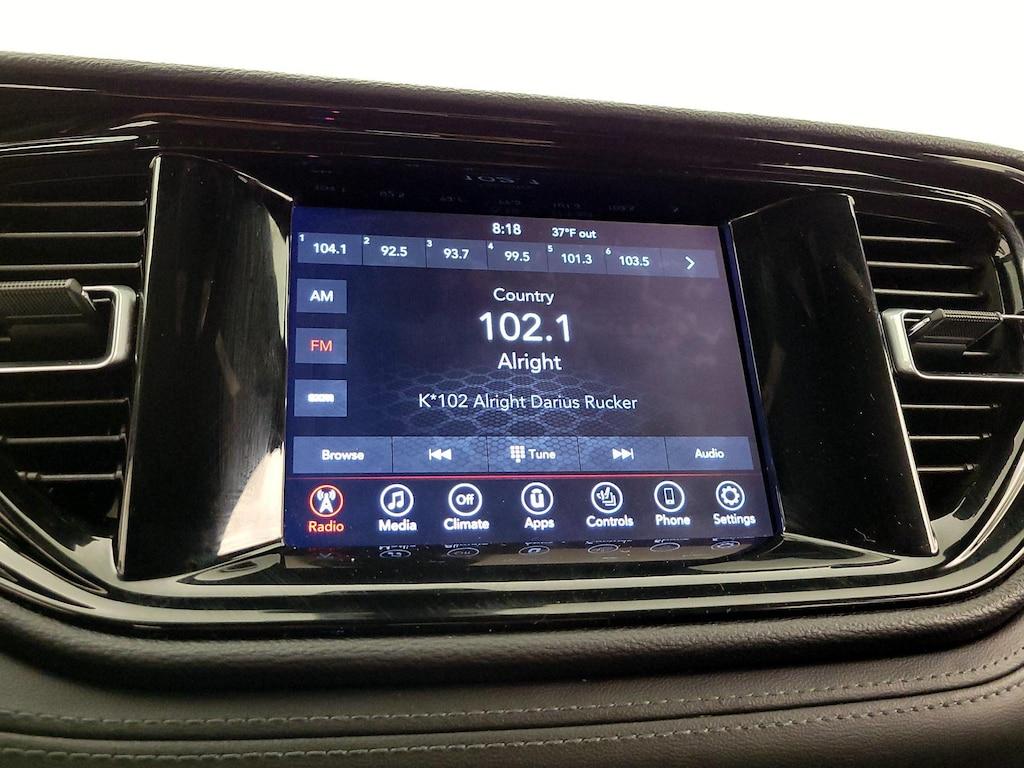 8:18 37°F out
1 104.1 2 92.5 3 93.7 4 99.5 5 101.3 6 103.5 >
AM
Country
102.1
FM
Alright
K*102 Alright Darius Rucker
Browse Tune Audio
Off
Radio Media Climate Apps Controls Phone Settings